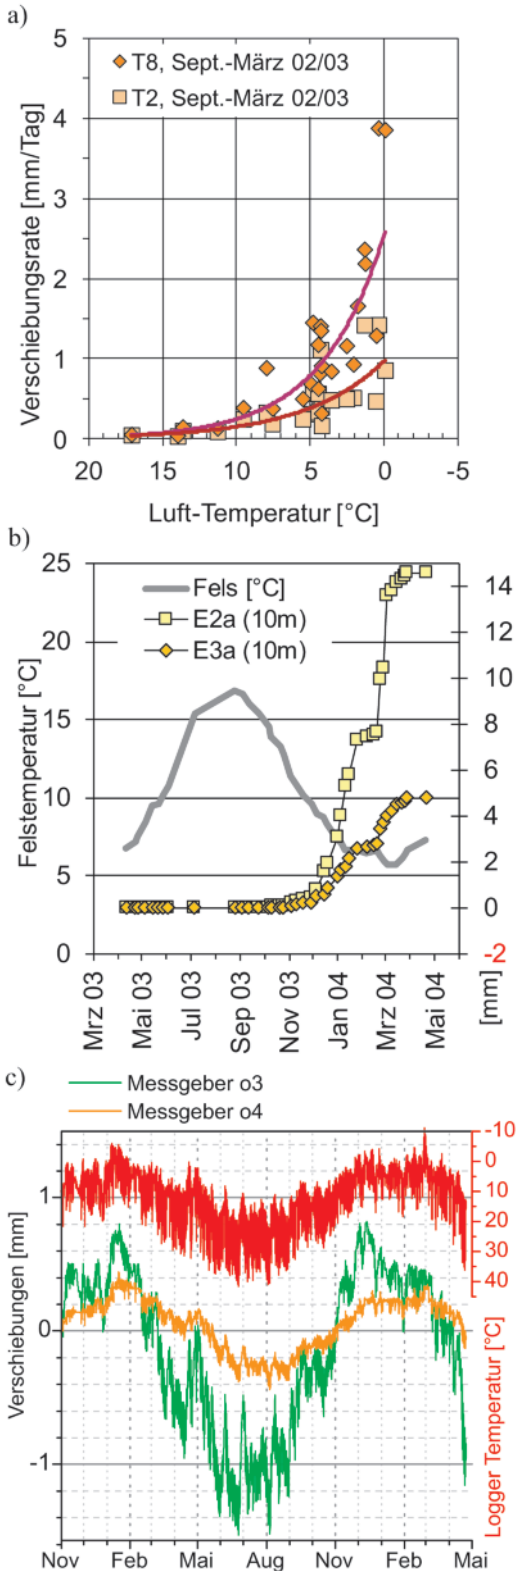 a)
5
4
3
2
1
0
Verschiebungsrate [mm/Tag]
T8, Sept.-März 02/03
T2, Sept.-März 02/03
20 15 10 5 0 -5
Luft-Temperatur [°C]
b)
25
20
15
10
5
0
Felstemperatur [°C]
Fels [°C]
E2a (10m)
E3a (10m)
14
12
10
8
6
4
2
0
-2
[mm]
Mrz 03 Mai 03 Jul 03 Sep 03 Nov 03 Jan 04 Mrz 04 Mai 04
c)
Messgeber o3
Messgeber o4
1
0
-1
Verschiebungen [mm]
-10
0
10
20
30
40
Logger Temperatur [°C]
Nov Feb Mai Aug Nov Feb Mai